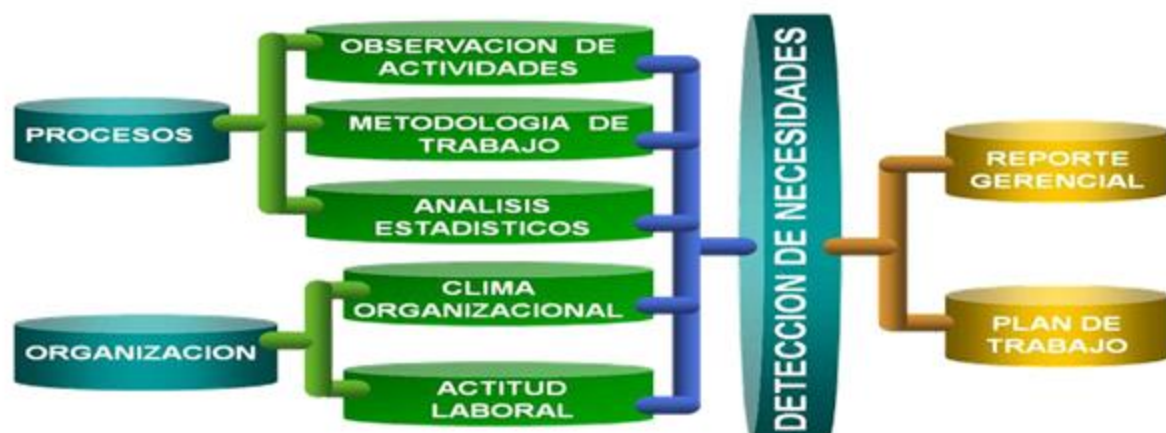 PROCESOS
OBSERVACION DE
ACTIVIDADES
METODOLOGIA DE
TRABAJO
ANALISIS
ESTADISTICOS
ORGANIZACION
CLIMA
ORGANIZACIONAL
ACTITUD
LABORAL
DETECCION DE NECESIDADES
REPORTE
GERENCIAL
PLAN DE
TRABAJO